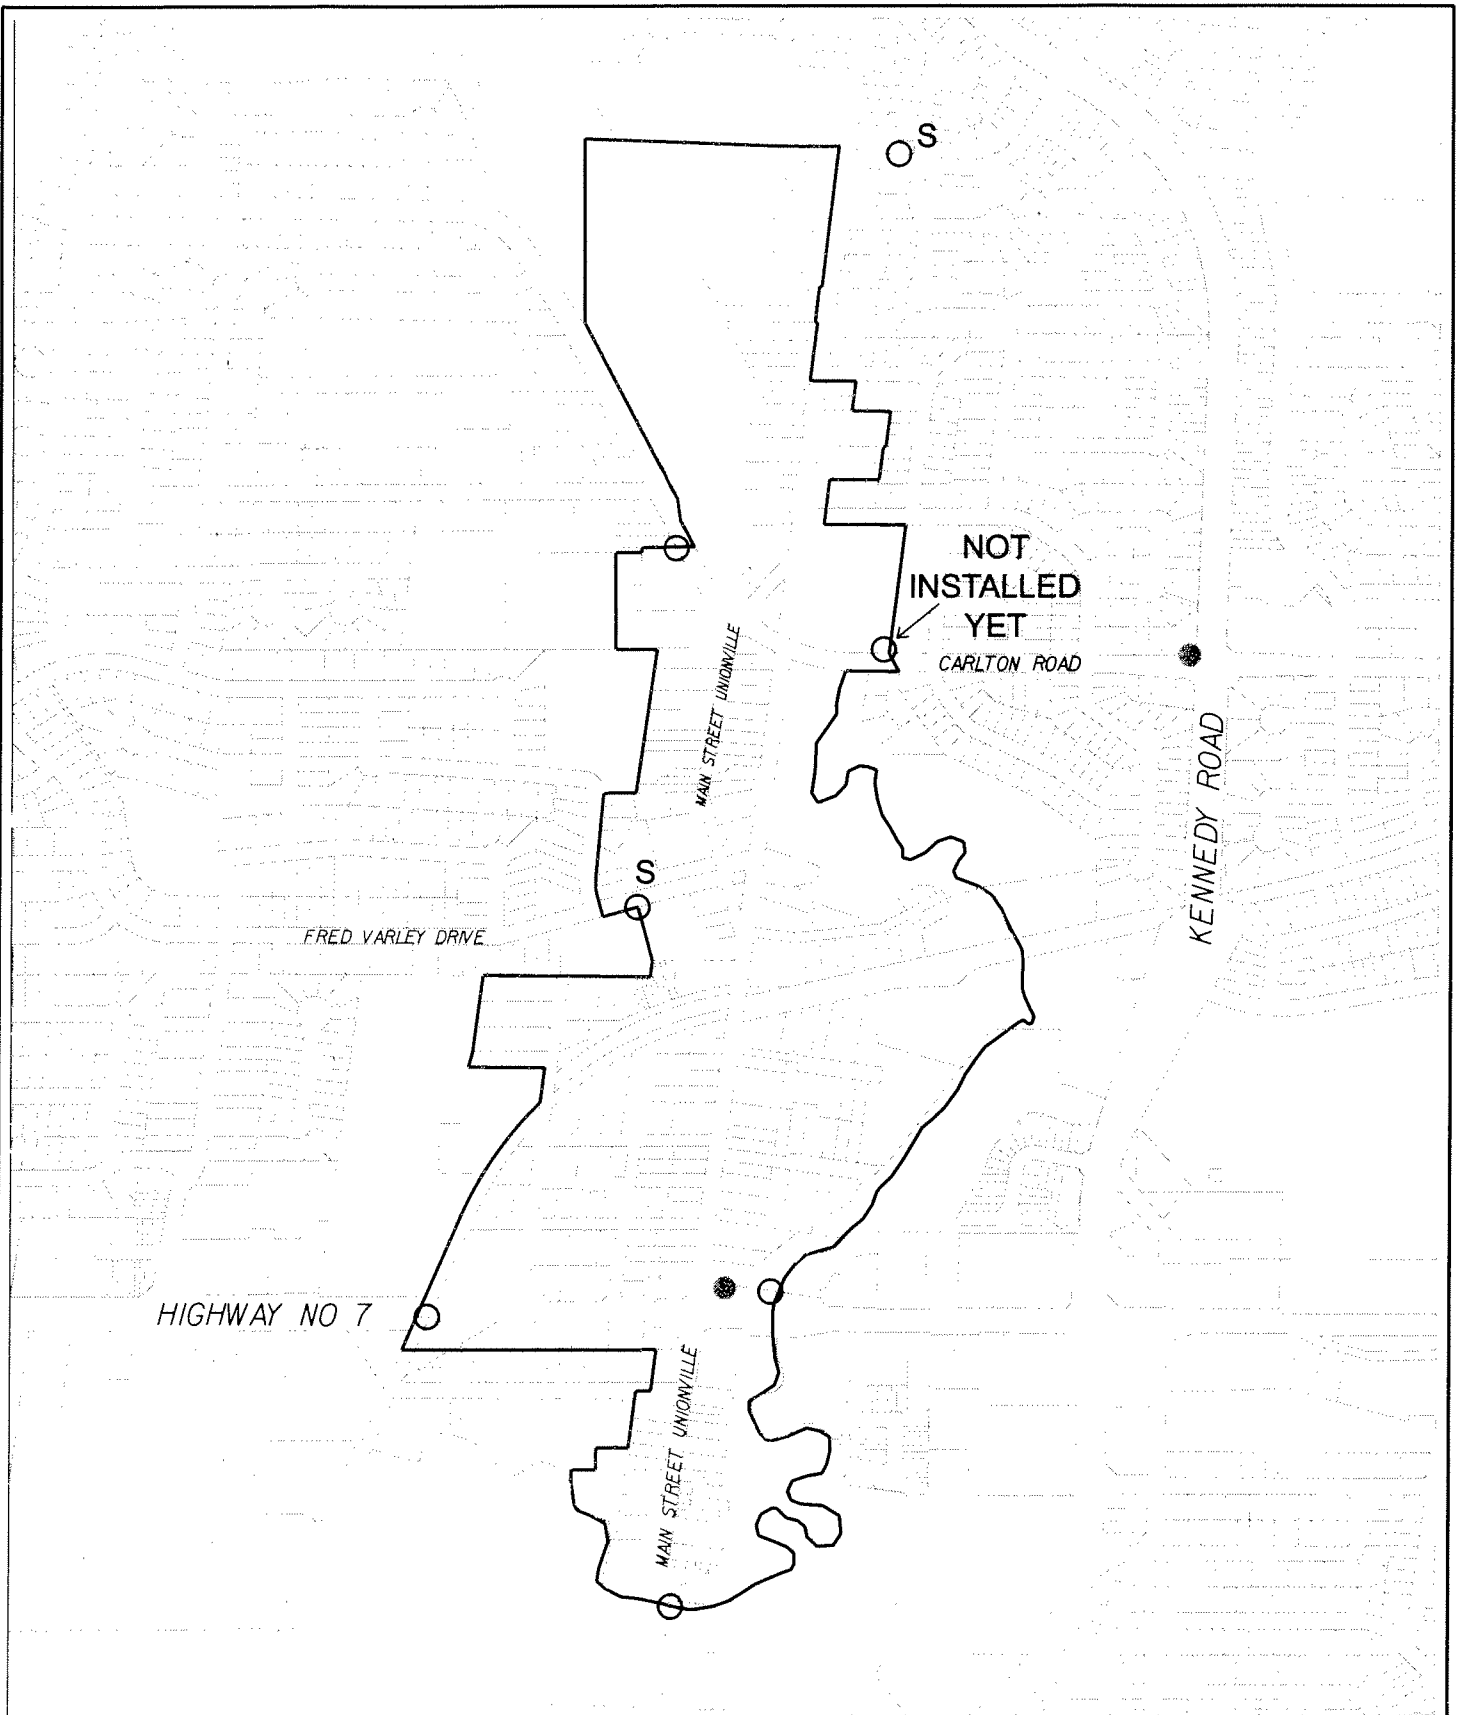 S
NOT
INSTALLED
YET
CARLTON ROAD
MAIN STREET UNIONVILLE
KENNEDY ROAD
S
FRED VARLEY DRIVE
HIGHWAY NO 7
MAIN STREET UNIONVILLE